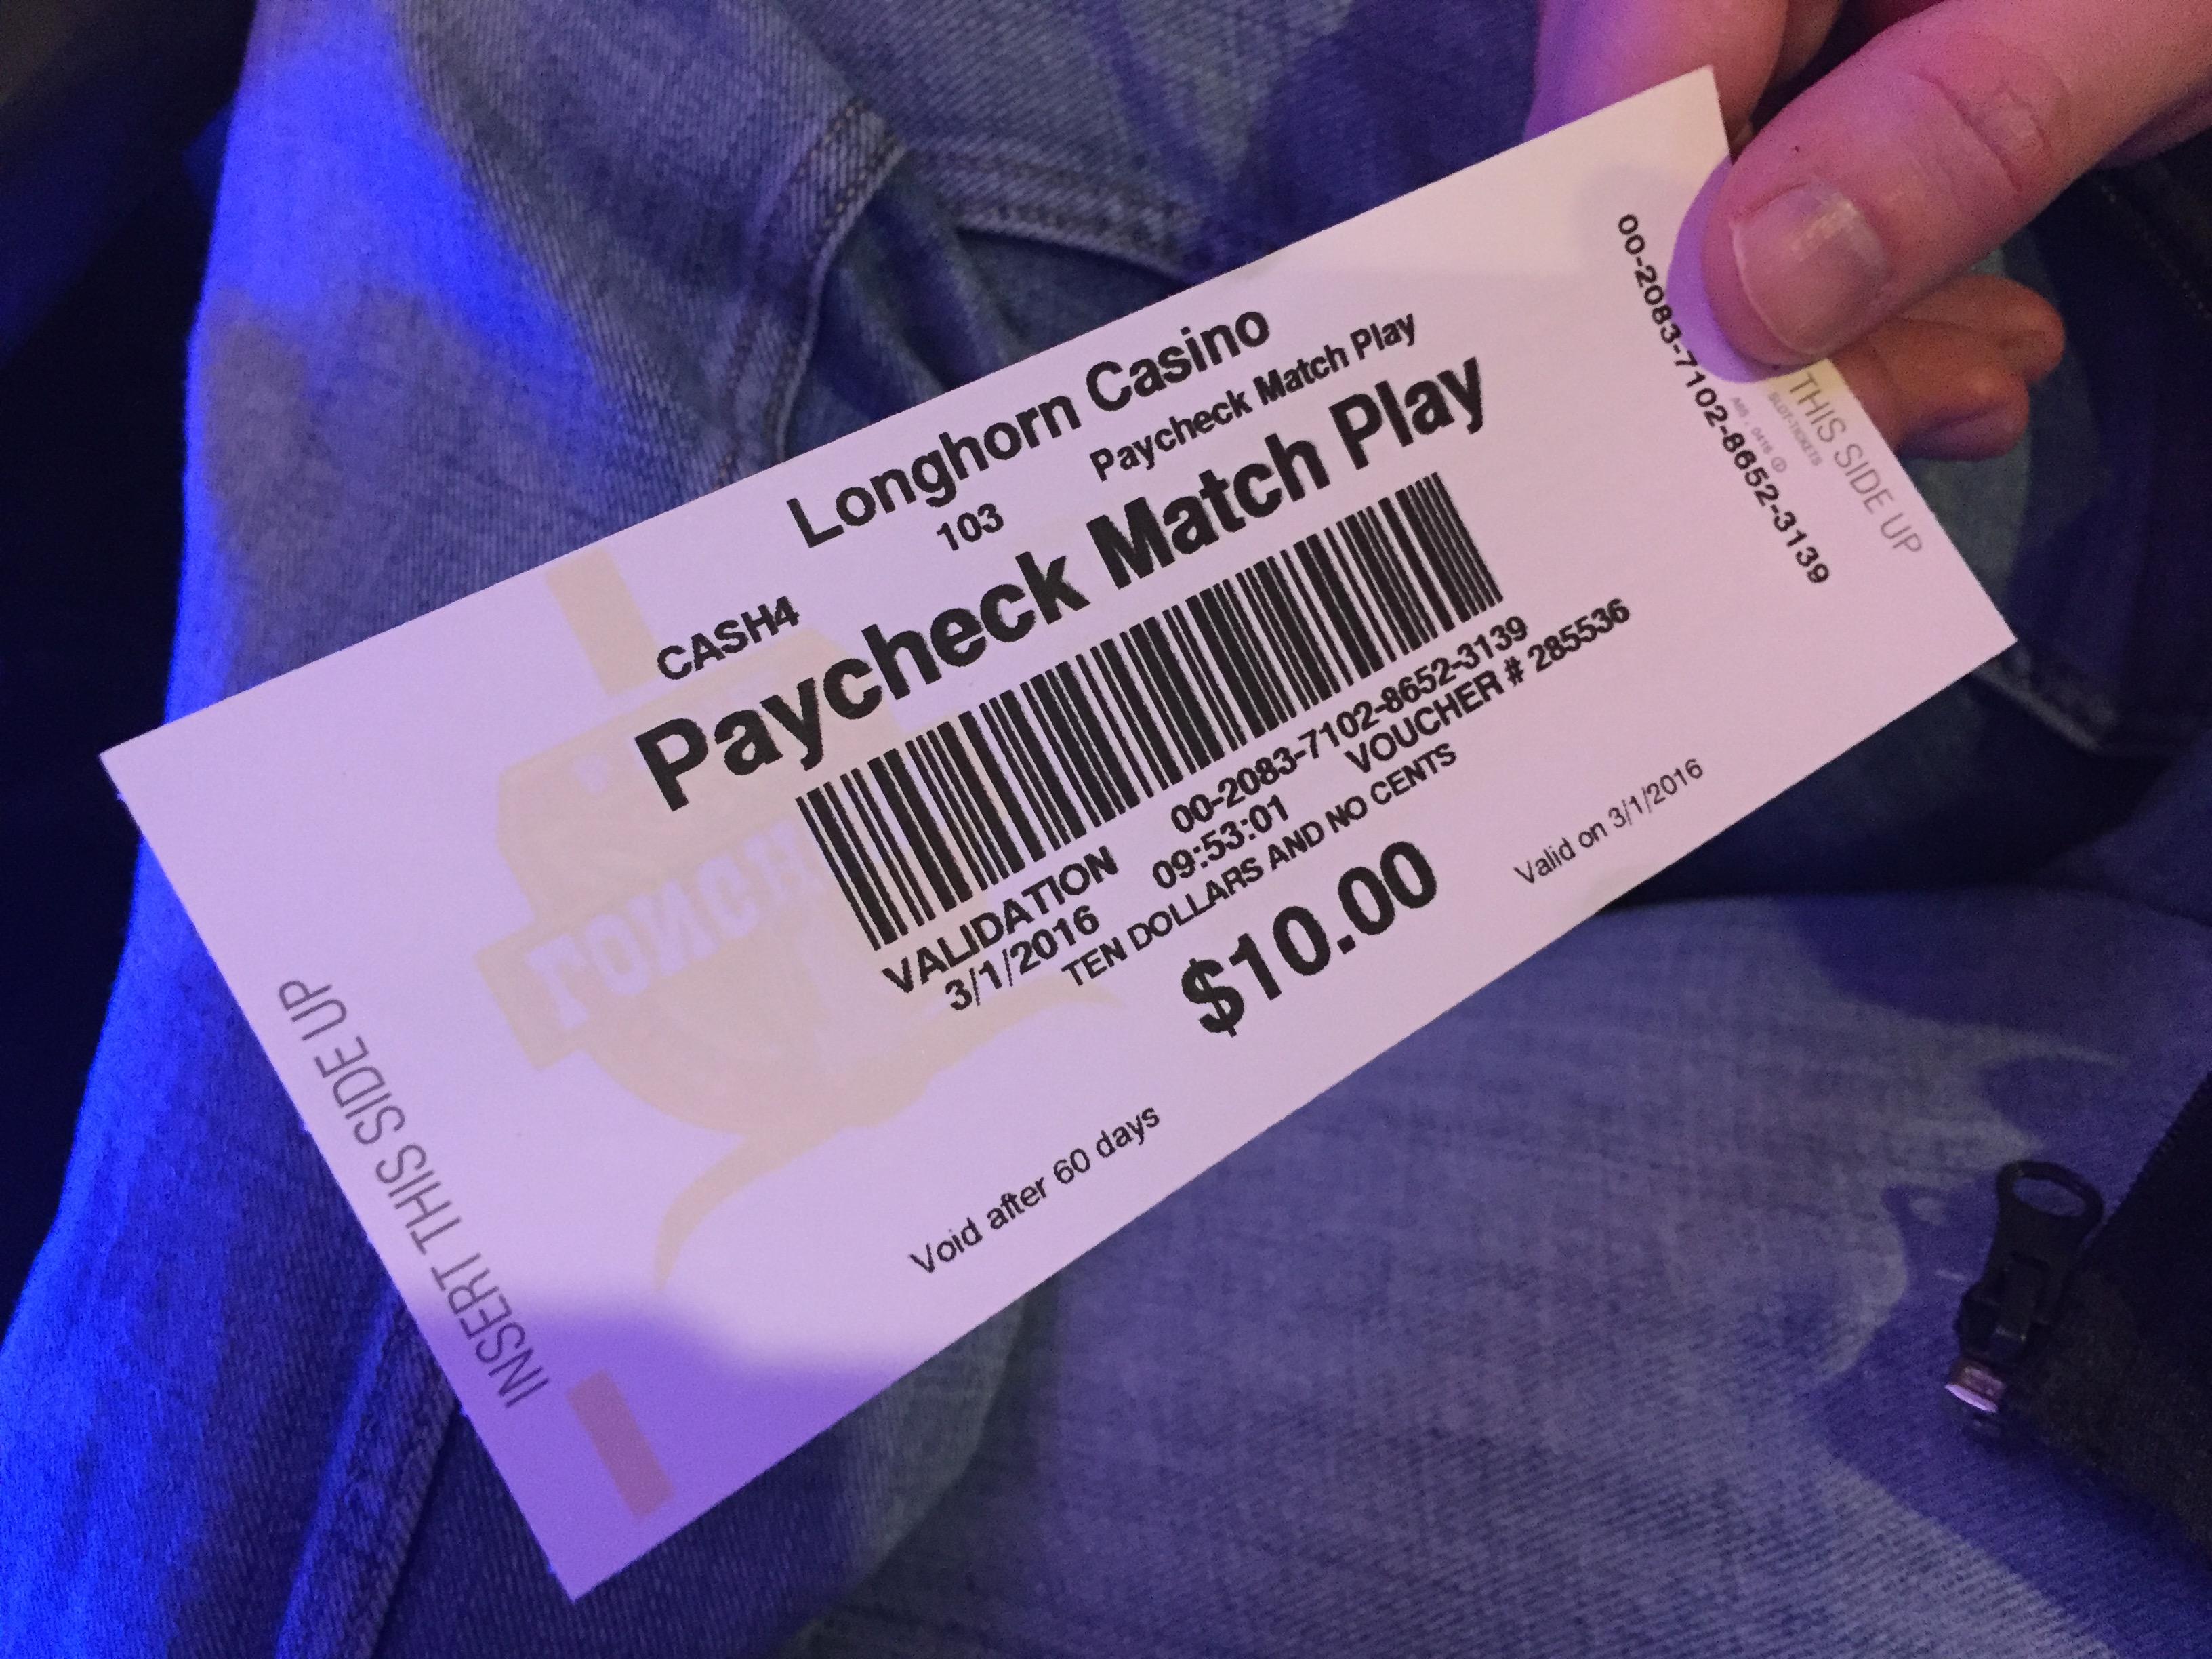 Longhorn Casino
103 Paycheck Match Play
CASH4
Paycheck Match Play
VALIDATION 00-2083-7102-8652-3139
3/1/2016 09:53:01 VOUCHER # 285536
TEN DOLLARS AND NO CENTS
$10.00
Void after 60 days Valid on 3/1/2016
INSERT THIS SIDE UP
00-2083-7102-8652-3139
THIS SIDE UP
SLOT-TICKETS